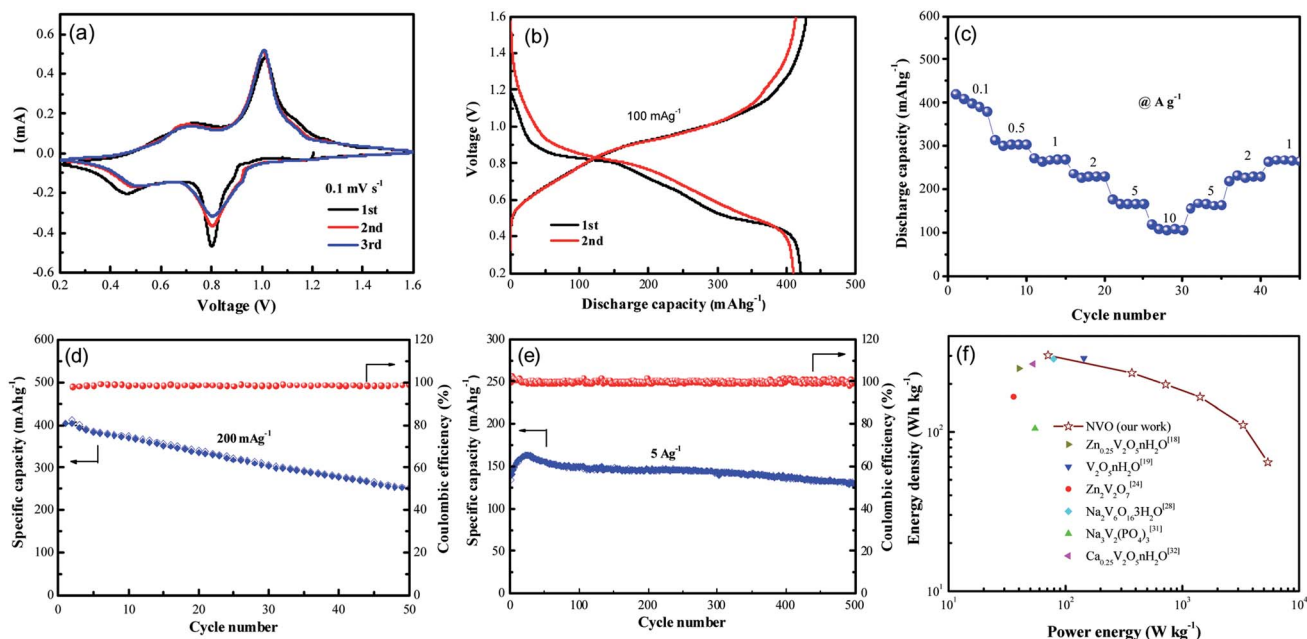 (a)
I (mA)
0.6
0.4
0.2
0.0
-0.2
-0.4
-0.6
0.1 mV s⁻¹
1st
2nd
3rd
0.2 0.4 0.6 0.8 1.0 1.2 1.4 1.6
Voltage (V)
(b)
Voltage (V)
1.6
1.4
1.2
1.0
0.8
0.6
0.4
0.2
100 mAg⁻¹
1st
2nd
0 100 200 300 400 500
Discharge capacity (mAhg⁻¹)
(c)
Discharge capacity (mAhg⁻¹)
600
500
400
300
200
100
0
@ A g⁻¹
0.1
0.5
1
2
5
10
5
2
1
0 10 20 30 40
Cycle number
(d)
Specific capacity (mAhg⁻¹)
600
500
400
300
200
100
0
200 mAg⁻¹
120
100
80
60
40
20
0
Coulombic efficiency (%)
0 10 20 30 40 50
Cycle number
(e)
Specific capacity (mAhg⁻¹)
300
250
200
150
100
50
0
5 Ag⁻¹
120
100
80
60
40
20
0
Coulombic efficiency (%)
0 100 200 300 400 500
Cycle number
(f)
Energy density (Wh kg⁻¹)
10²
10¹
NVO (our work)
Zn₀.₂₅V₂O₅nH₂O[18]
V₂O₅nH₂O[19]
Zn₂V₂O₇[24]
Na₂V₆O₁₆3H₂O[28]
Na₃V₂(PO₄)₃[31]
Ca₀.₂₅V₂O₅nH₂O[32]
10¹ 10² 10³ 10⁴
Power energy (W kg⁻¹)